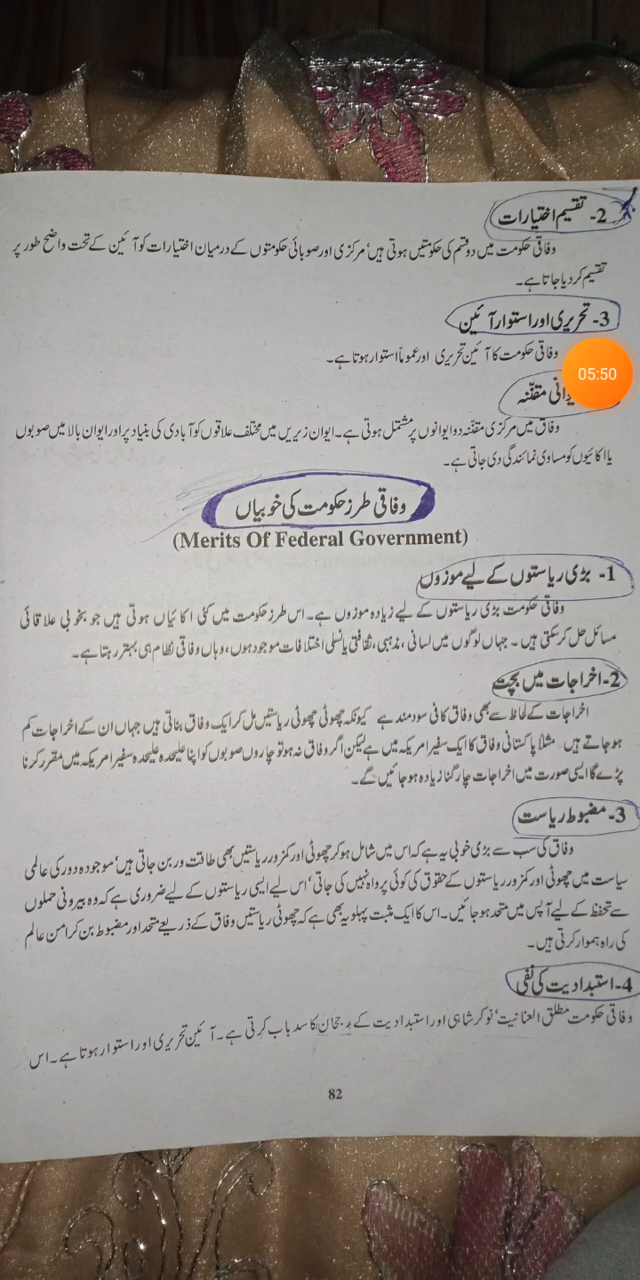 2- تقسیم اختیارات
وفاقی حکومت میں دو قسم کی حکومتیں ہوتی ہیں' مرکزی اور صوبائی حکومتوں کے درمیان اختیارات کو آئین کے تحت واضح طور پر
تقسیم کردیا جاتا ہے۔
3- تحریری اور استوار آئین
وفاقی حکومت کا آئین تحریری اور عموماً استوار ہوتا ہے۔
05:50
مقنّنہ
وفاق میں مرکزی مقنّنہ دو ایوانوں پر مشتمل ہوتی ہے۔ ایوان زیریں میں مختلف علاقوں کو آبادی کی بنیاد پر اور ایوان بالا میں صوبوں
یا اکائیوں کو مساوی نمائندگی دی جاتی ہے۔
وفاقی طرز حکومت کی خوبیاں
(Merits Of Federal Government)
1- بڑی ریاستوں کے لیے موزوں
وفاقی حکومت بڑی ریاستوں کے لیے زیادہ موزوں ہے۔ اس طرز حکومت میں کئی اکائیاں ہوتی ہیں جو بخوبی علاقائی
مسائل حل کرسکتی ہیں۔ جہاں لوگوں میں لسانی، مذہبی، ثقافتی یا نسلی اختلافات موجود ہوں، وہاں وفاقی نظام ہی بہتر رہتا ہے۔
2- اخراجات میں بچت
اخراجات کے لحاظ سے بھی وفاق کافی سودمند ہے کیونکہ چھوٹی چھوٹی ریاستیں مل کر ایک وفاق بناتی ہیں جہاں ان کے اخراجات کم
ہوجاتے ہیں مثلاً پاکستانی وفاق کا ایک سفیر امریکہ میں ہے لیکن اگر وفاق نہ ہو تو چاروں صوبوں کو اپنا علیحدہ علیحدہ سفیر امریکہ میں مقرر کرنا
پڑے گا ایسی صورت میں اخراجات چار گنا زیادہ ہوجائیں گے۔
3- مضبوط ریاست
وفاق کی سب سے بڑی خوبی یہ ہے کہ اس میں شامل ہو کر چھوٹی اور کمزور ریاستیں بھی طاقت ور بن جاتی ہیں' موجودہ دور کی عالمی
سیاست میں چھوٹی اور کمزور ریاستوں کے حقوق کی کوئی پرواہ نہیں کی جاتی' اس لیے ایسی ریاستوں کے لیے ضروری ہے کہ وہ بیرونی حملوں
سے تحفظ کے لیے آپس میں متحد ہوجائیں۔ اس کا ایک مثبت پہلو یہ بھی ہے کہ چھوٹی ریاستیں وفاق کے ذریعے متحد اور مضبوط بن کر امن عالم
کی راہ ہموار کرتی ہیں۔
4- استبدادیت کی نفی
وفاقی حکومت مطلق العنانیت' نوکر شاہی اور استبدادیت کے رجحان کا سدباب کرتی ہے۔ آئین تحریری اور استوار ہوتا ہے۔ اس
82